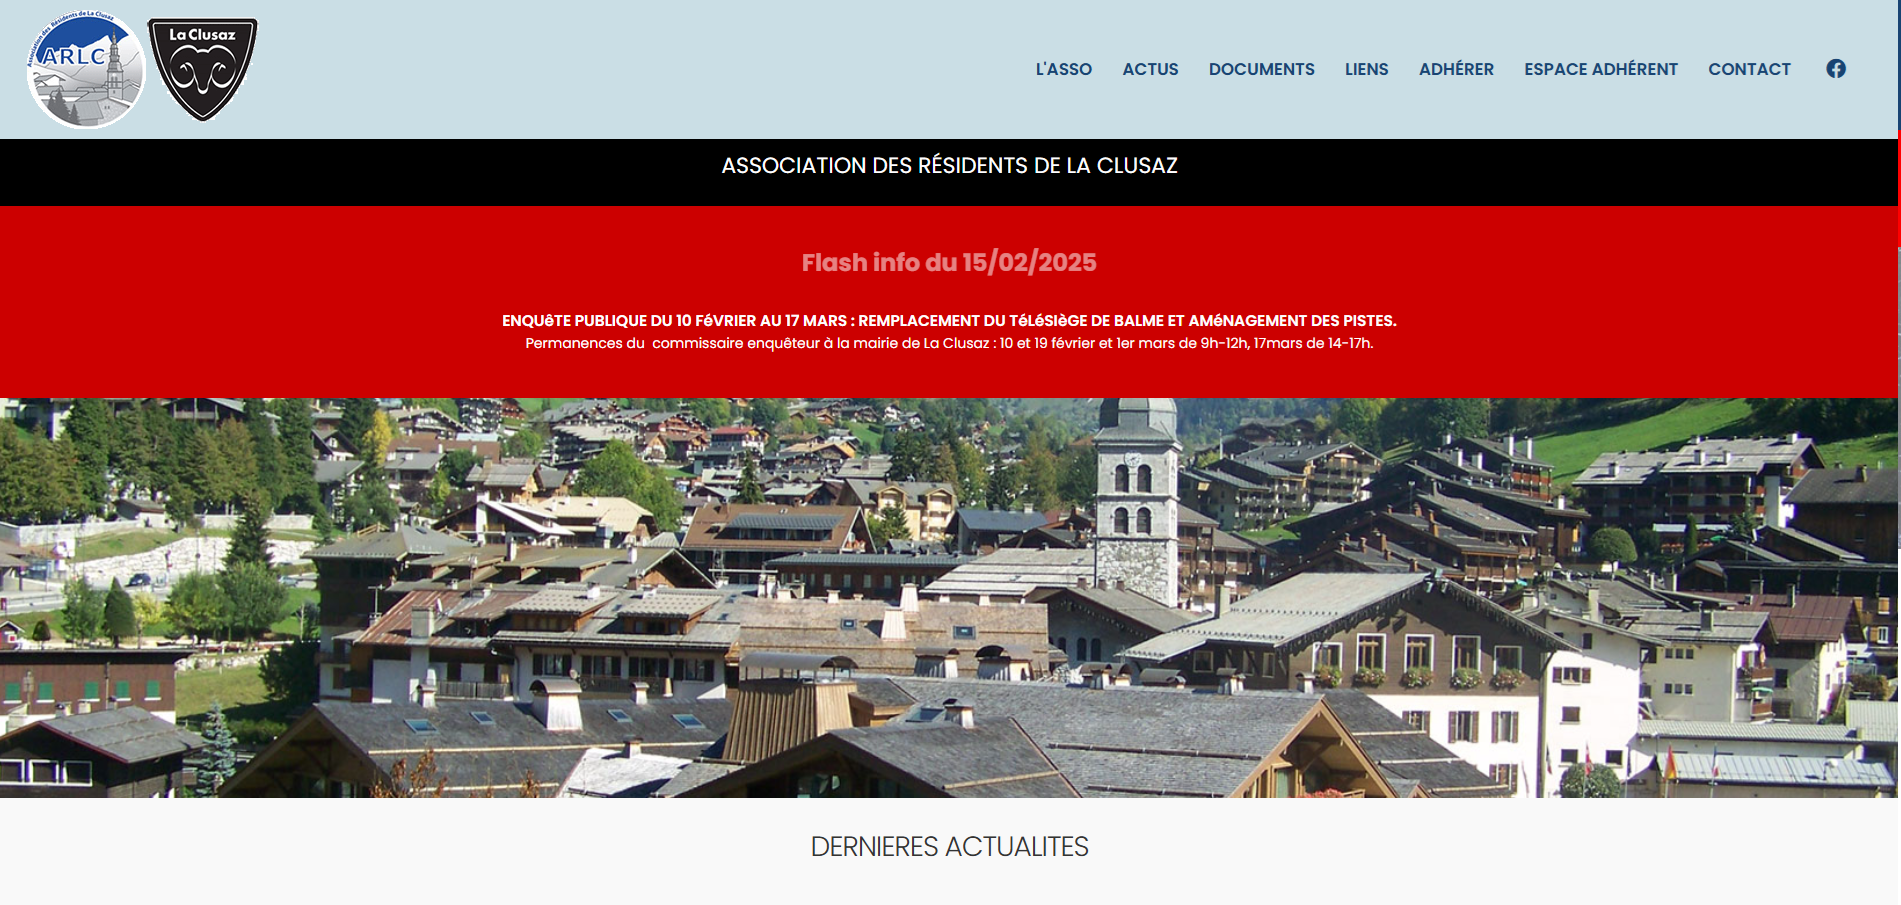 Association des Résidents de La Clusaz
ARLC
La Clusaz
L'ASSO ACTUS DOCUMENTS LIENS ADHÉRER ESPACE ADHÉRENT CONTACT
ASSOCIATION DES RÉSIDENTS DE LA CLUSAZ
Flash info du 15/02/2025
ENQUêTE PUBLIQUE DU 10 FéVRIER AU 17 MARS : REMPLACEMENT DU TéLéSIèGE DE BALME ET AMéNAGEMENT DES PISTES.
Permanences du  commissaire enquêteur à la mairie de La Clusaz : 10 et 19 février et 1er mars de 9h-12h, 17mars de 14-17h.
DERNIERES ACTUALITES